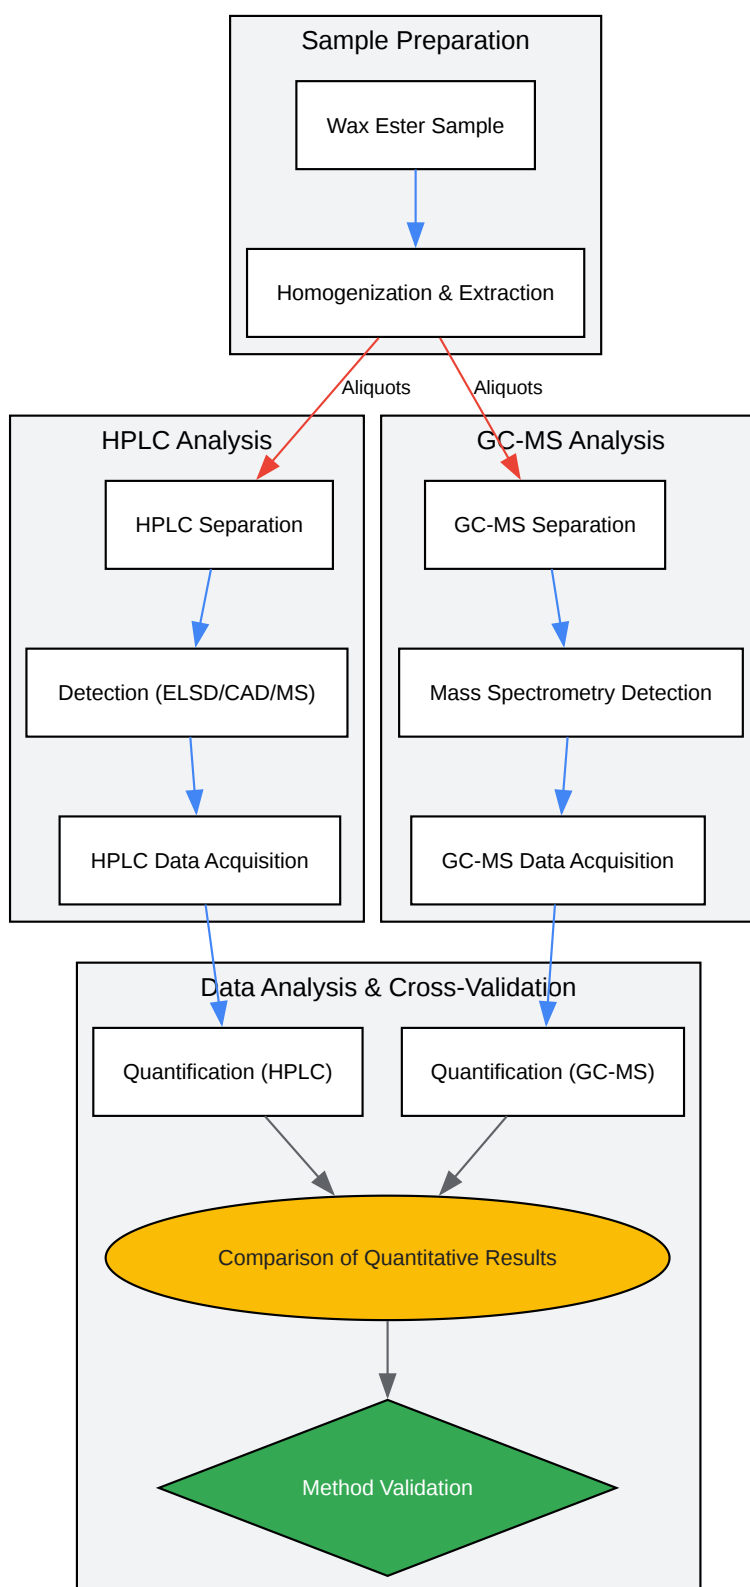 Sample Preparation
Wax Ester Sample
Homogenization & Extraction
Aliquots
Aliquots
HPLC Analysis
HPLC Separation
Detection (ELSD/CAD/MS)
HPLC Data Acquisition
GC-MS Analysis
GC-MS Separation
Mass Spectrometry Detection
GC-MS Data Acquisition
Data Analysis & Cross-Validation
Quantification (HPLC)
Quantification (GC-MS)
Comparison of Quantitative Results
Method Validation